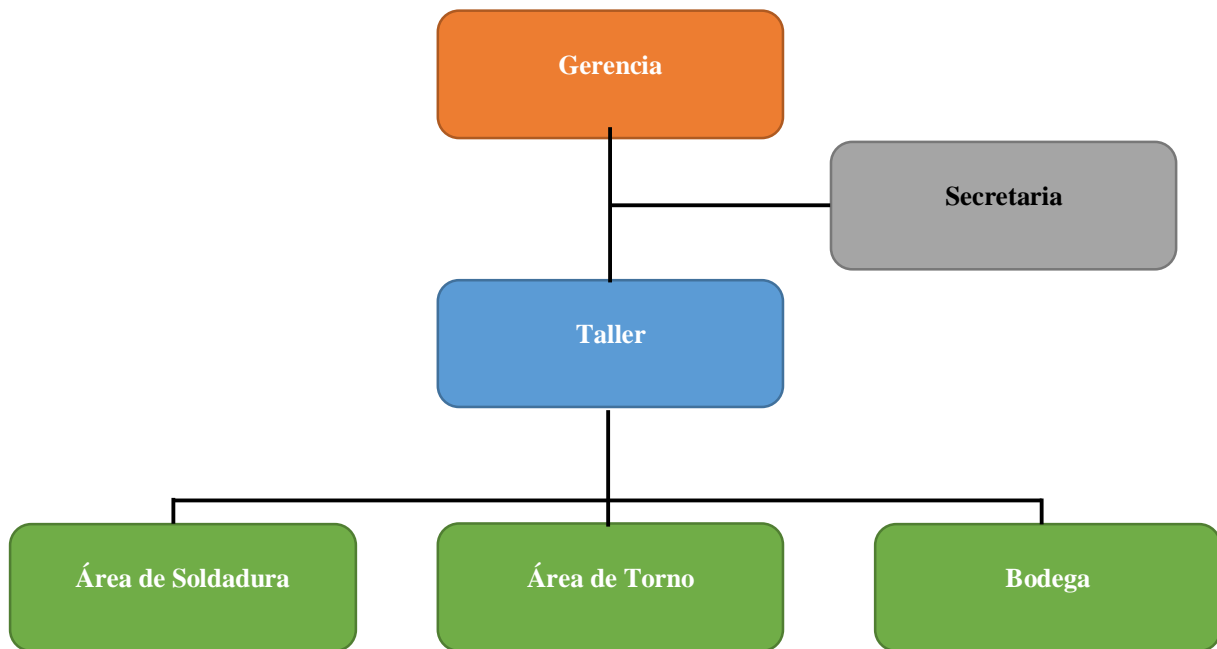 Gerencia
Secretaria
Taller
Área de Soldadura
Área de Torno
Bodega